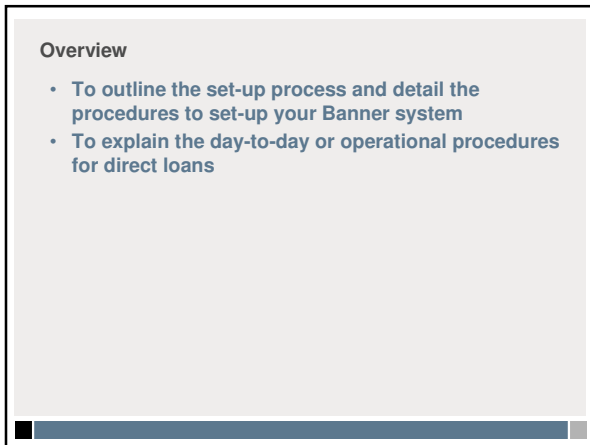 Overview
• To outline the set-up process and detail the
procedures to set-up your Banner system
• To explain the day-to-day or operational procedures
for direct loans